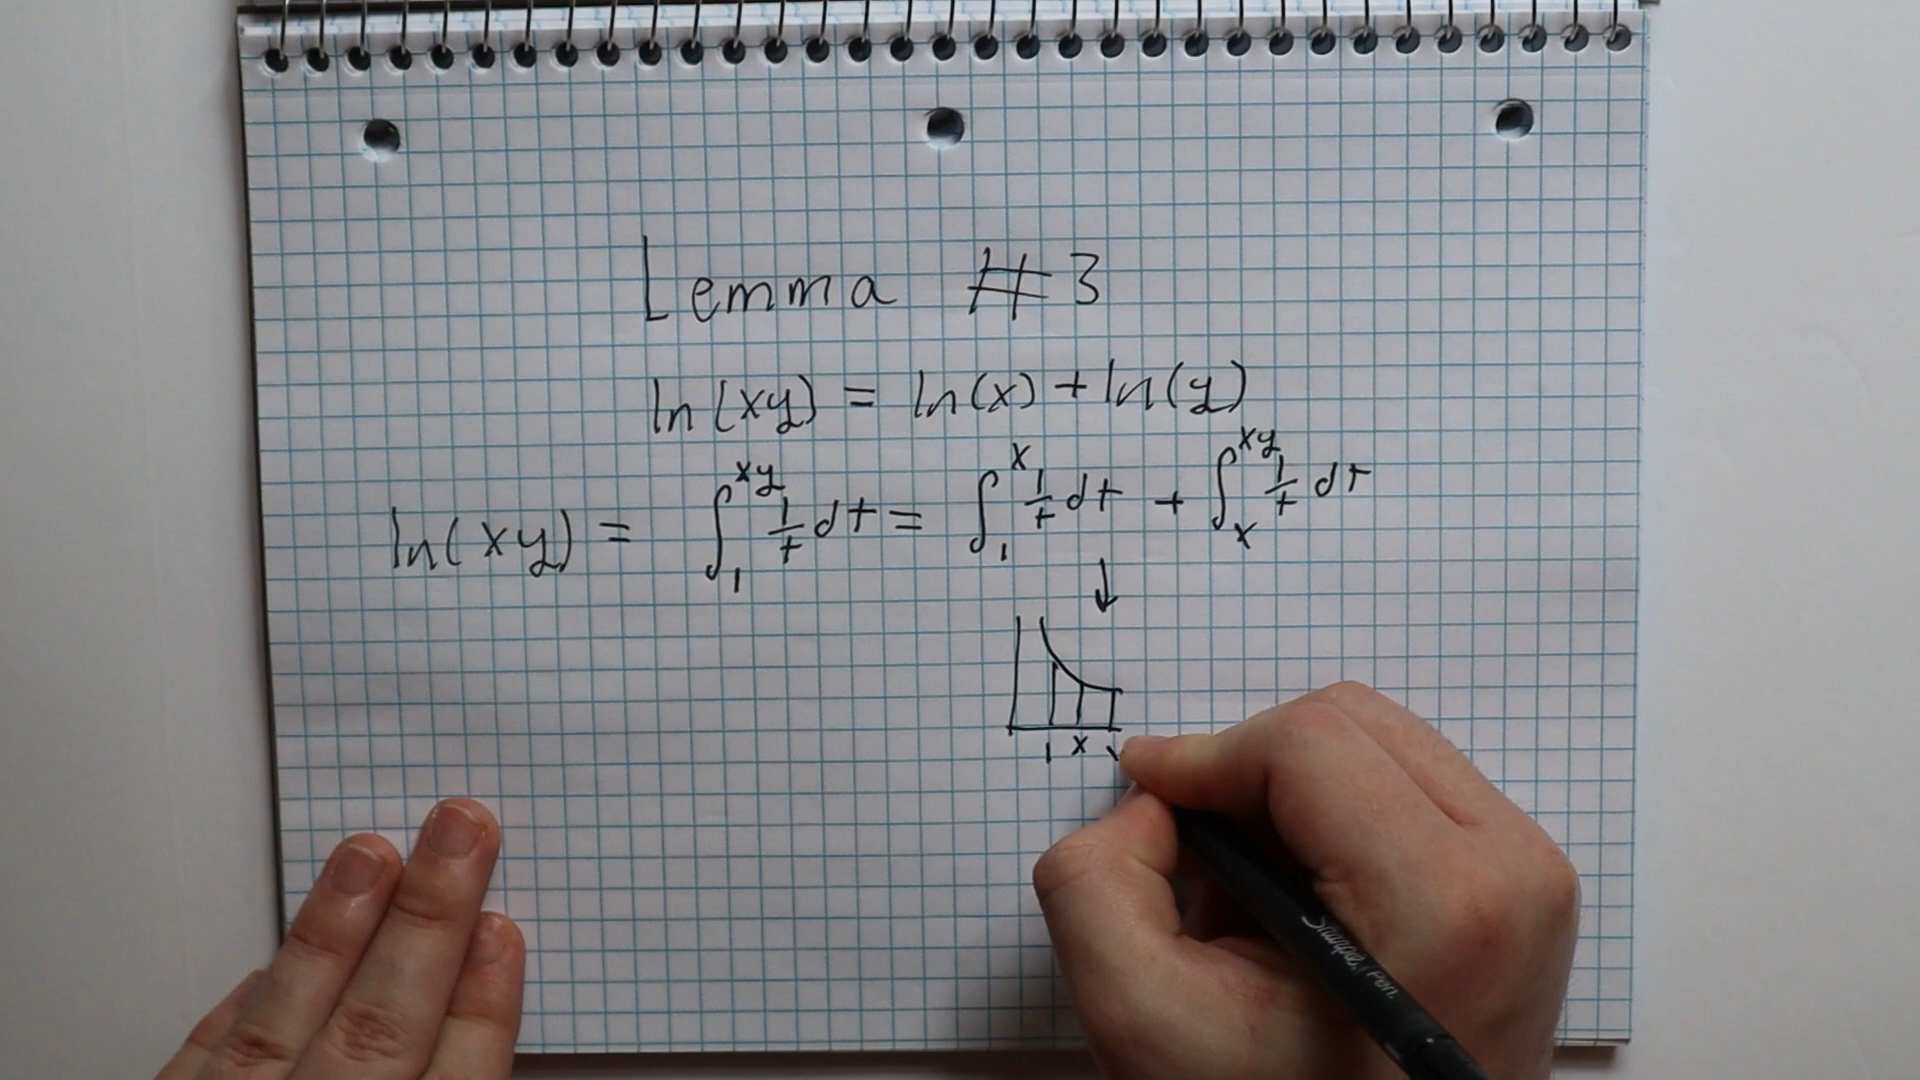 Lemma #3
ln(xy) = ln(x) + ln(y)
ln(xy) = ∫₁^xy 1/t dt = ∫₁^x 1/t dt + ∫ₓ^xy 1/t dt
↓
1 x
Sharpie Pen